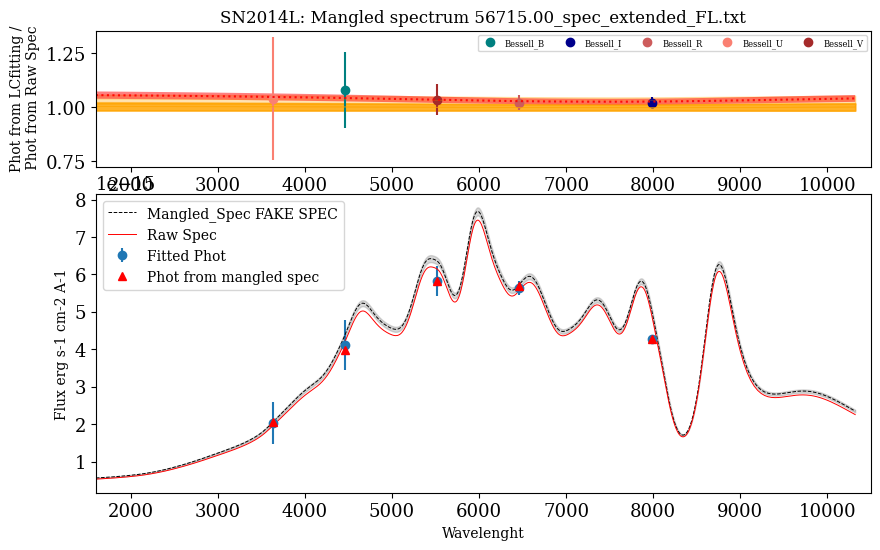 SN2014L: Mangled spectrum 56715.00_spec_extended_FL.txt
Phot from LCfitting /
Phot from Raw Spec
1.25
1.00
0.75
Bessell_B Bessell_I Bessell_R Bessell_U Bessell_V
2000 3000 4000 5000 6000 7000 8000 9000 10000
1e−15
8
7
6
5
4
3
2
1
Flux erg s-1 cm-2 A-1
Mangled_Spec FAKE SPEC
Raw Spec
Fitted Phot
Phot from mangled spec
2000 3000 4000 5000 6000 7000 8000 9000 10000
Wavelenght